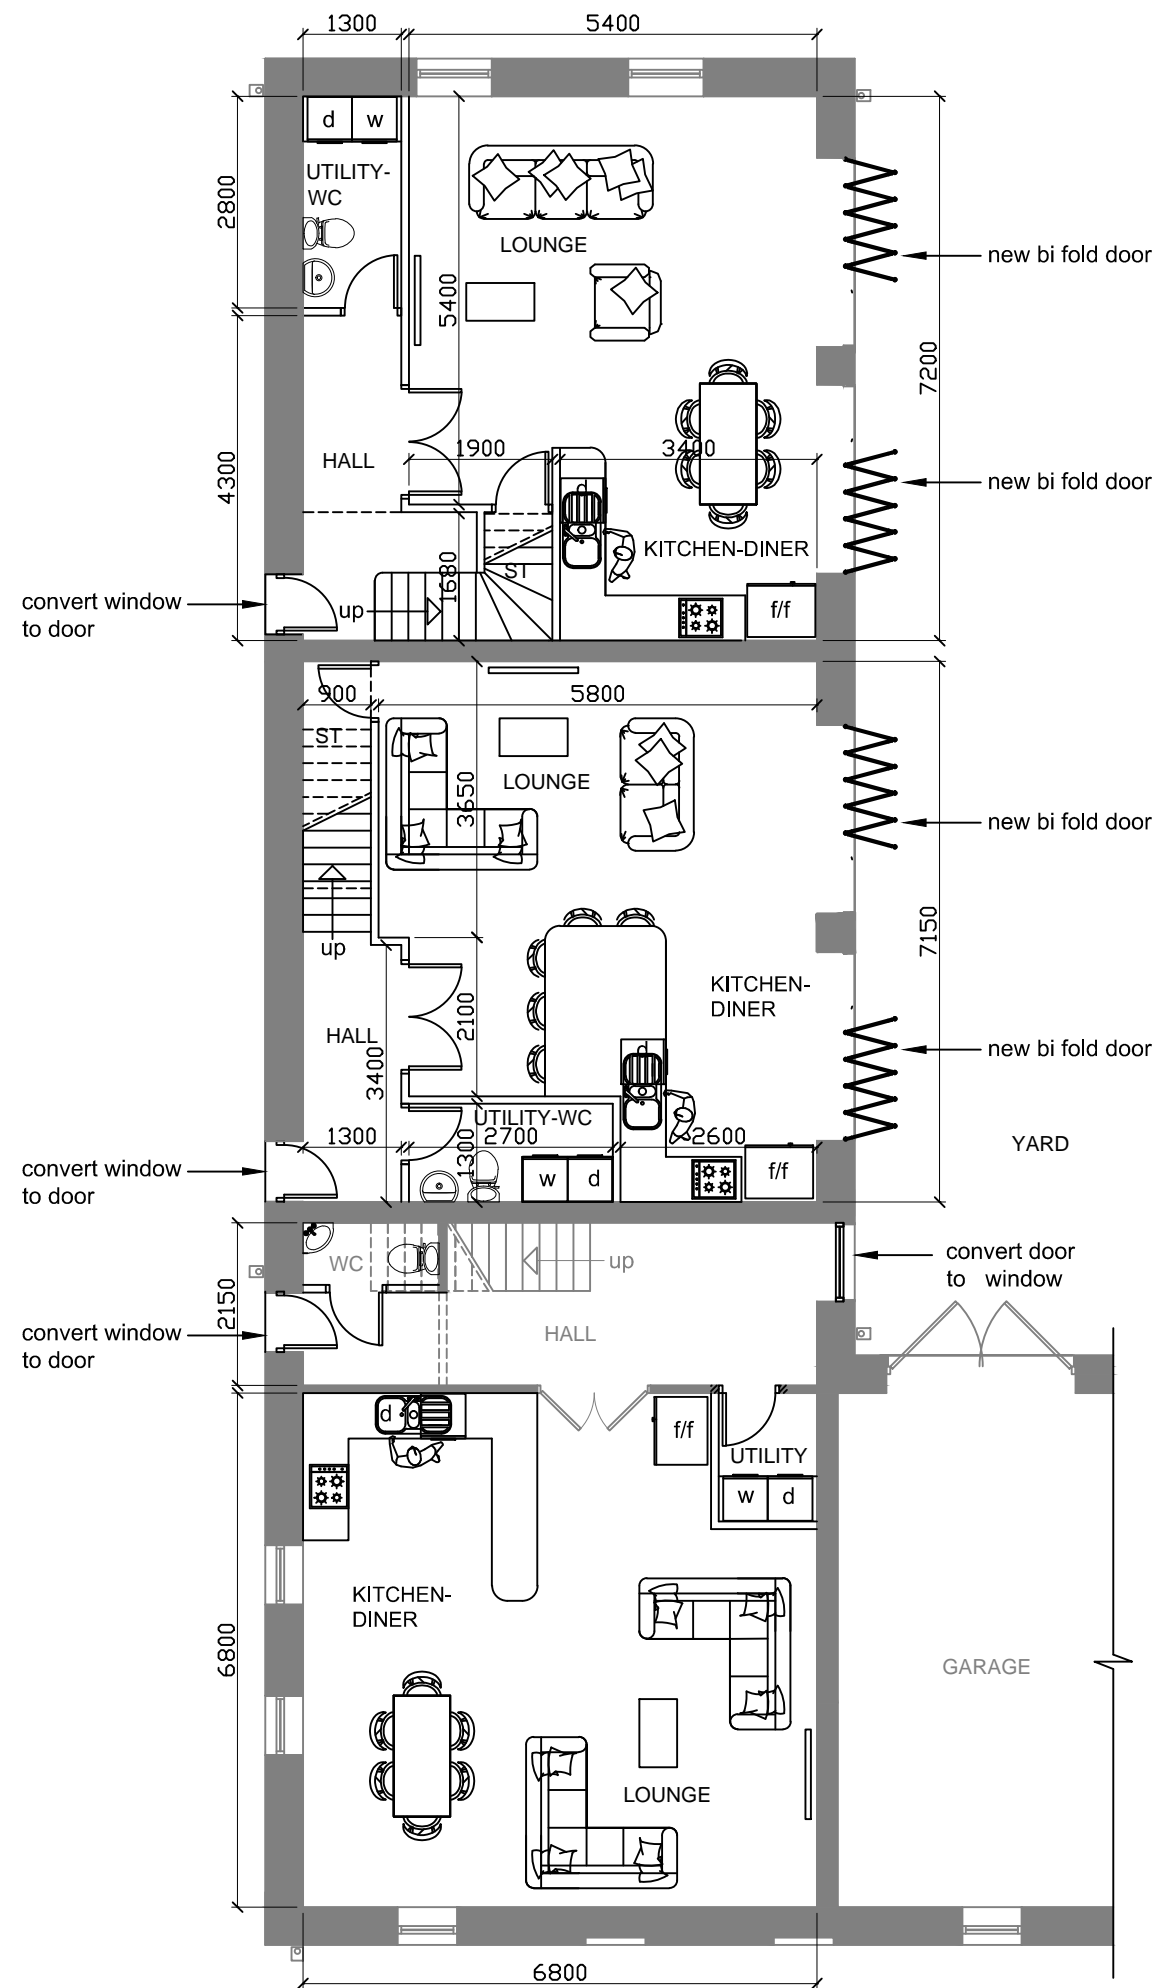 1300
5400
d
w
UTILITY-
WC
2800
LOUNGE
new bi fold door
5400
7200
1900
3400
HALL
d
4300
new bi fold door
KITCHEN-DINER
ST
1680
convert window
to door
up
f/f
900
5800
ST
LOUNGE
3650
new bi fold door
7150
up
KITCHEN-
DINER
2100
HALL
d
new bi fold door
3400
UTILITY-WC
1300
2700
2600
1300
YARD
convert window
to door
w
d
f/f
WC
up
convert door
to window
2150
convert window
to door
HALL
d
f/f
UTILITY
w
d
KITCHEN-
DINER
6800
GARAGE
LOUNGE
6800